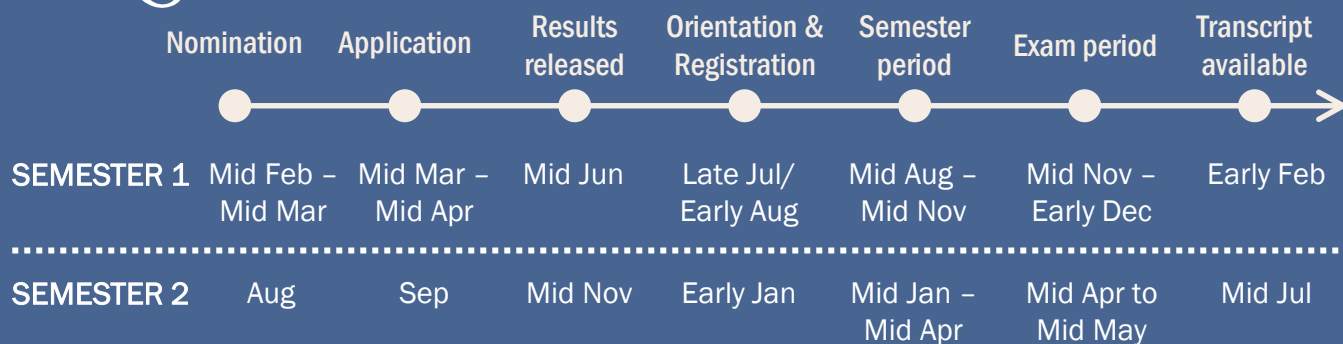 Nomination
Application
Results
released
Orientation &
Registration
Semester
period
Exam period
Transcript
available
SEMESTER 1
Mid Feb –
Mid Mar
Mid Mar –
Mid Apr
Mid Jun
Late Jul/
Early Aug
Mid Aug –
Mid Nov
Mid Nov –
Early Dec
Early Feb
SEMESTER 2
Aug
Sep
Mid Nov
Early Jan
Mid Jan –
Mid Apr
Mid Apr to
Mid May
Mid Jul